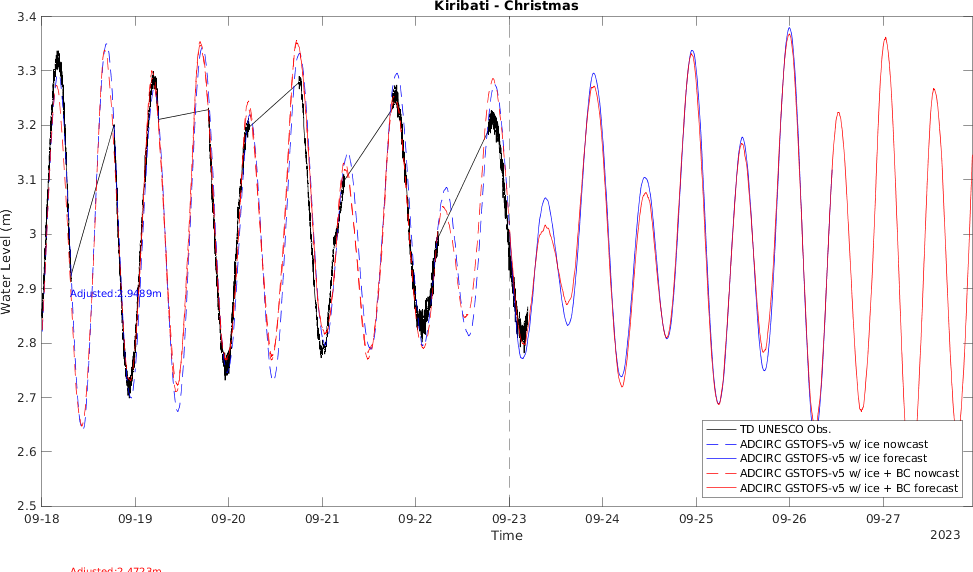 Kiribati - Christmas
3.4
3.3
3.2
3.1
3
2.9
2.8
2.7
2.6
2.5
Water Level (m)
Adjusted:2.9489m
TD UNESCO Obs.
ADCIRC GSTOFS-v5 w/ ice nowcast
ADCIRC GSTOFS-v5 w/ ice forecast
ADCIRC GSTOFS-v5 w/ ice + BC nowcast
ADCIRC GSTOFS-v5 w/ ice + BC forecast
09-18 09-19 09-20 09-21 09-22 09-23 09-24 09-25 09-26 09-27
Time
2023
Adjusted:2.4723m